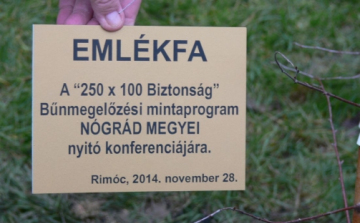 EMLÉKFA
A “250 x 100 Biztonság”
Bűnmegelőzési mintaprogram
NÓGRÁD MEGYEI
nyitó konferenciájára.
Rimóc, 2014. november 28.